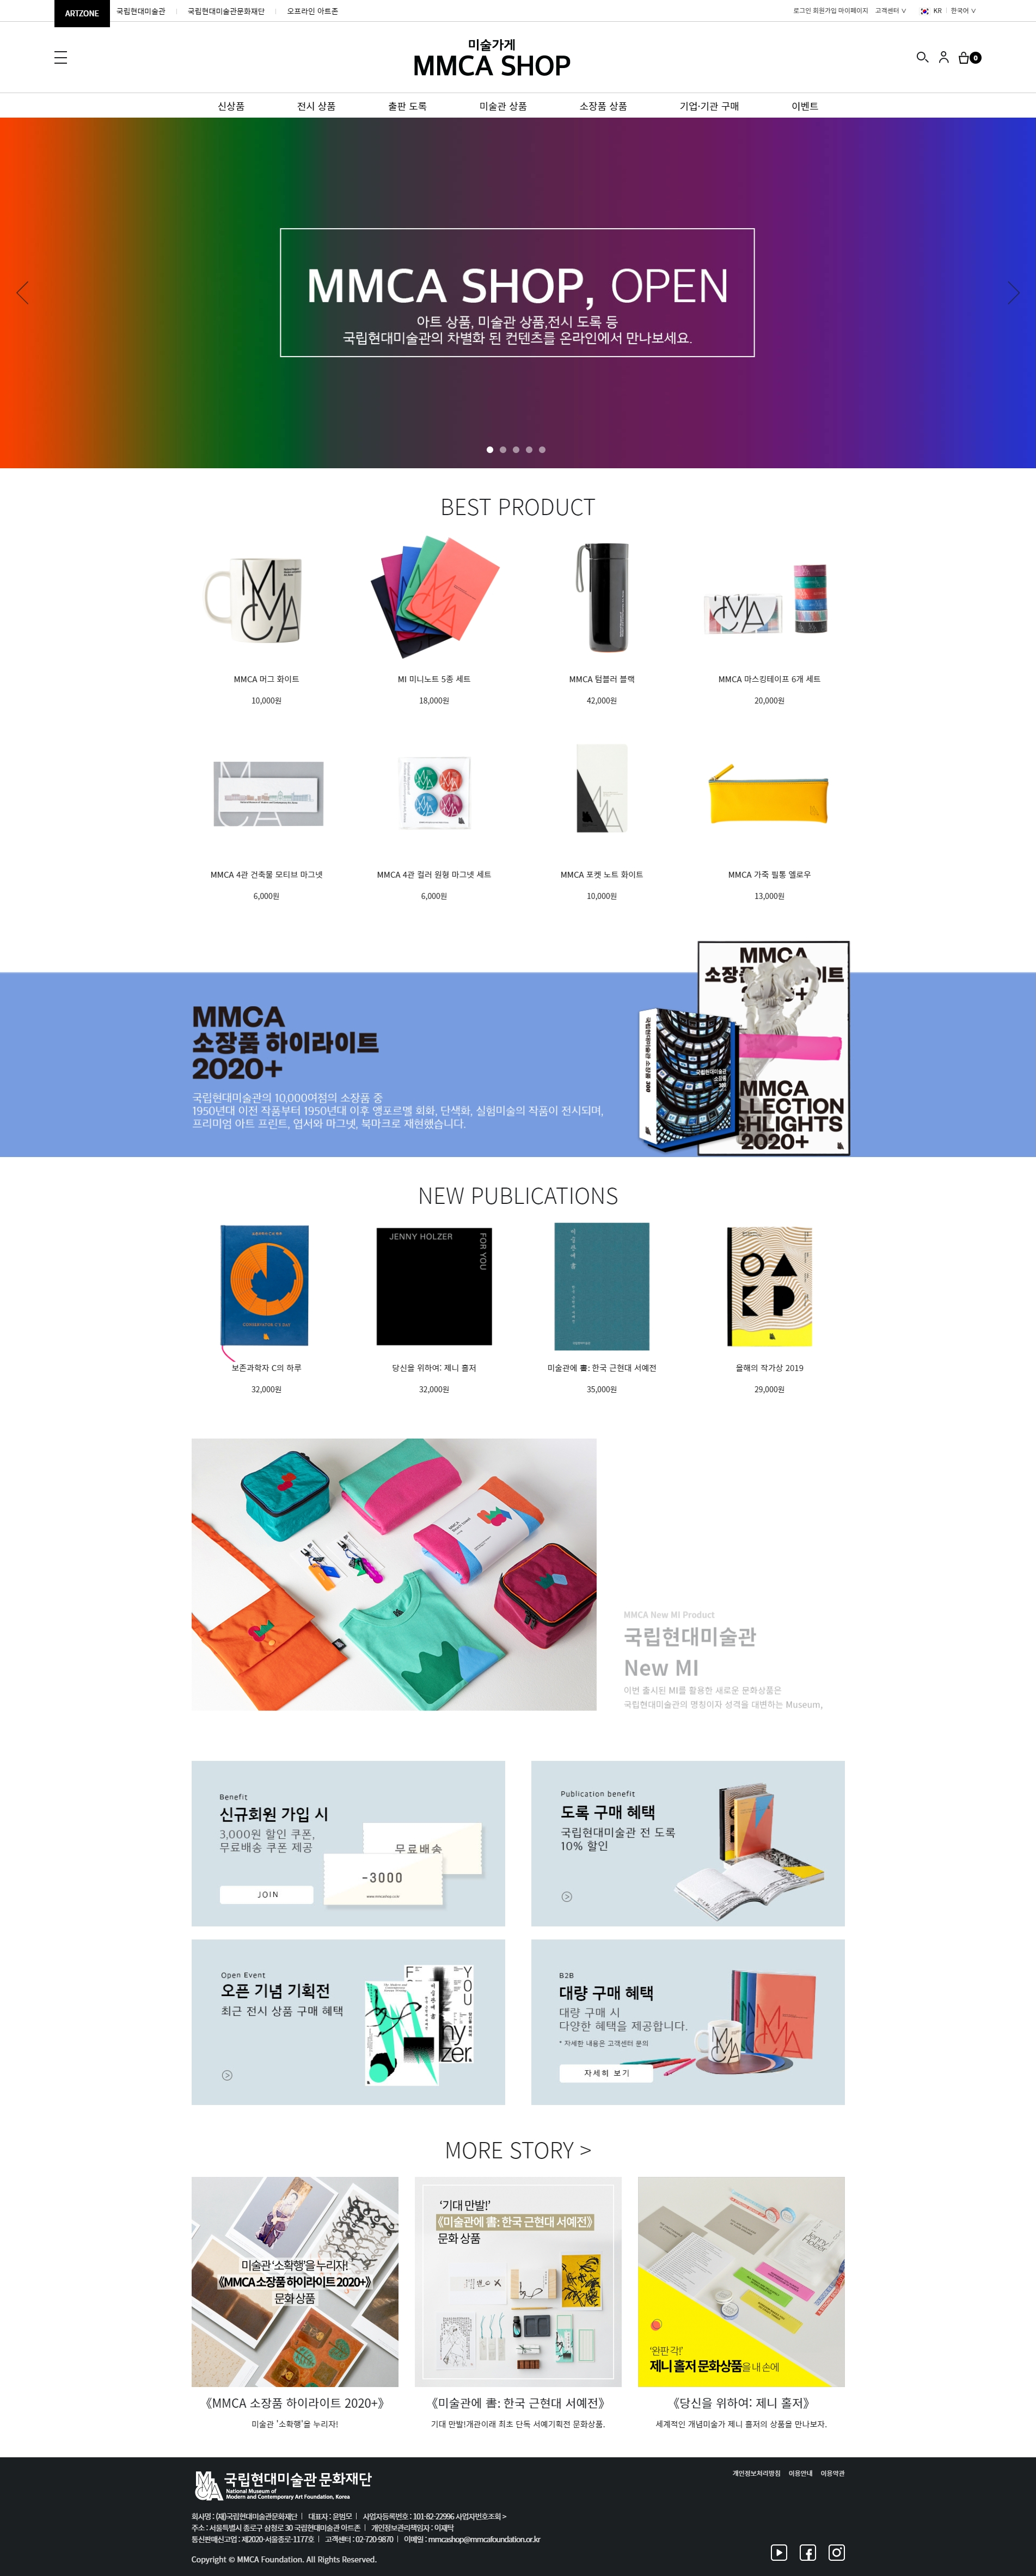 ARTZONE 국립현대미술관 국립현대미술관문화재단 오프라인 아트존 로그인 회원가입 마이페이지 고객센터 KR 한국어
미술가게
MMCA SHOP
0
신상품 전시 상품 출판 도록 미술관 상품 소장품 상품 기업·기관 구매 이벤트
MMCA SHOP, OPEN
아트 상품, 미술관 상품,전시 도록 등
국립현대미술관의 차별화 된 컨텐츠를 온라인에서 만나보세요.
BEST PRODUCT
MMCA 머그 화이트 MI 미니노트 5종 세트 MMCA 텀블러 블랙 MMCA 마스킹테이프 6개 세트
10,000원 18,000원 42,000원 20,000원
MMCA 4관 건축물 모티브 마그넷 MMCA 4관 컬러 원형 마그넷 세트 MMCA 포켓 노트 화이트 MMCA 가죽 필통 옐로우
6,000원 6,000원 10,000원 13,000원
MMCA
소장품 하이라이트
2020+
국립현대미술관의 10,000여점의 소장품 중
1950년대 이전 작품부터 1950년대 이후 앵포르멜 회화, 단색화, 실험미술의 작품이 전시되며,
프리미엄 아트 프린트, 엽서와 마그넷, 북마크로 재현했습니다.
국립현대미술관
소장품
300
NEW PUBLICATIONS
JENNY HOLZER FOR YOU
미술관에 書
보존과학자 C의 하루 당신을 위하여: 제니 홀저 미술관에 書: 한국 근현대 서예전 올해의 작가상 2019
32,000원 32,000원 35,000원 29,000원
MMCA New MI Product
국립현대미술관
New MI
이번 출시된 MI를 활용한 새로운 문화상품은
국립현대미술관의 명칭이자 성격을 대변하는 Museum,
Benefit
신규회원 가입 시
3,000원 할인 쿠폰,
무료배송 쿠폰 제공
무료배송
-3000
www.mmcashop.co.kr
JOIN
Publication benefit
도록 구매 혜택
국립현대미술관 전 도록
10% 할인
Open Event
오픈 기념 기획전
최근 전시 상품 구매 혜택
B2B
대량 구매 혜택
대량 구매 시
다양한 혜택을 제공합니다.
* 자세한 내용은 고객센터 문의
자세히 보기
MORE STORY >
미술관 ‘소확행’을 누리자!
《MMCA 소장품 하이라이트 2020+》
문화상품
‘기대 만발!’
《미술관에 書: 한국 근현대 서예전》
문화 상품
‘완판 각!’
제니 홀저 문화상품을 내 손에
《MMCA 소장품 하이라이트 2020+》 《미술관에 書: 한국 근현대 서예전》 《당신을 위하여: 제니 홀저》
미술관 '소확행'을 누리자! 기대 만발!개관이래 최초 단독 서예기획전 문화상품. 세계적인 개념미술가 제니 홀저의 상품을 만나보자.
국립현대미술관 문화재단
National Museum of
Modern and Contemporary Art Foundation, Korea
개인정보처리방침 이용안내 이용약관
회사명 : (재)국립현대미술관문화재단 | 대표자 : 윤범모 | 사업자등록번호 : 101-82-22996 사업자번호조회 >
주소 : 서울특별시 종로구 삼청로 30 국립현대미술관 아트존 | 개인정보관리책임자 : 이재탁
통신판매신고업 : 제2020-서울종로-1177호 | 고객센터 : 02-720-9870 | 이메일 : mmcashop@mmcafoundation.or.kr
Copyright © MMCA Foundation. All Rights Reserved.